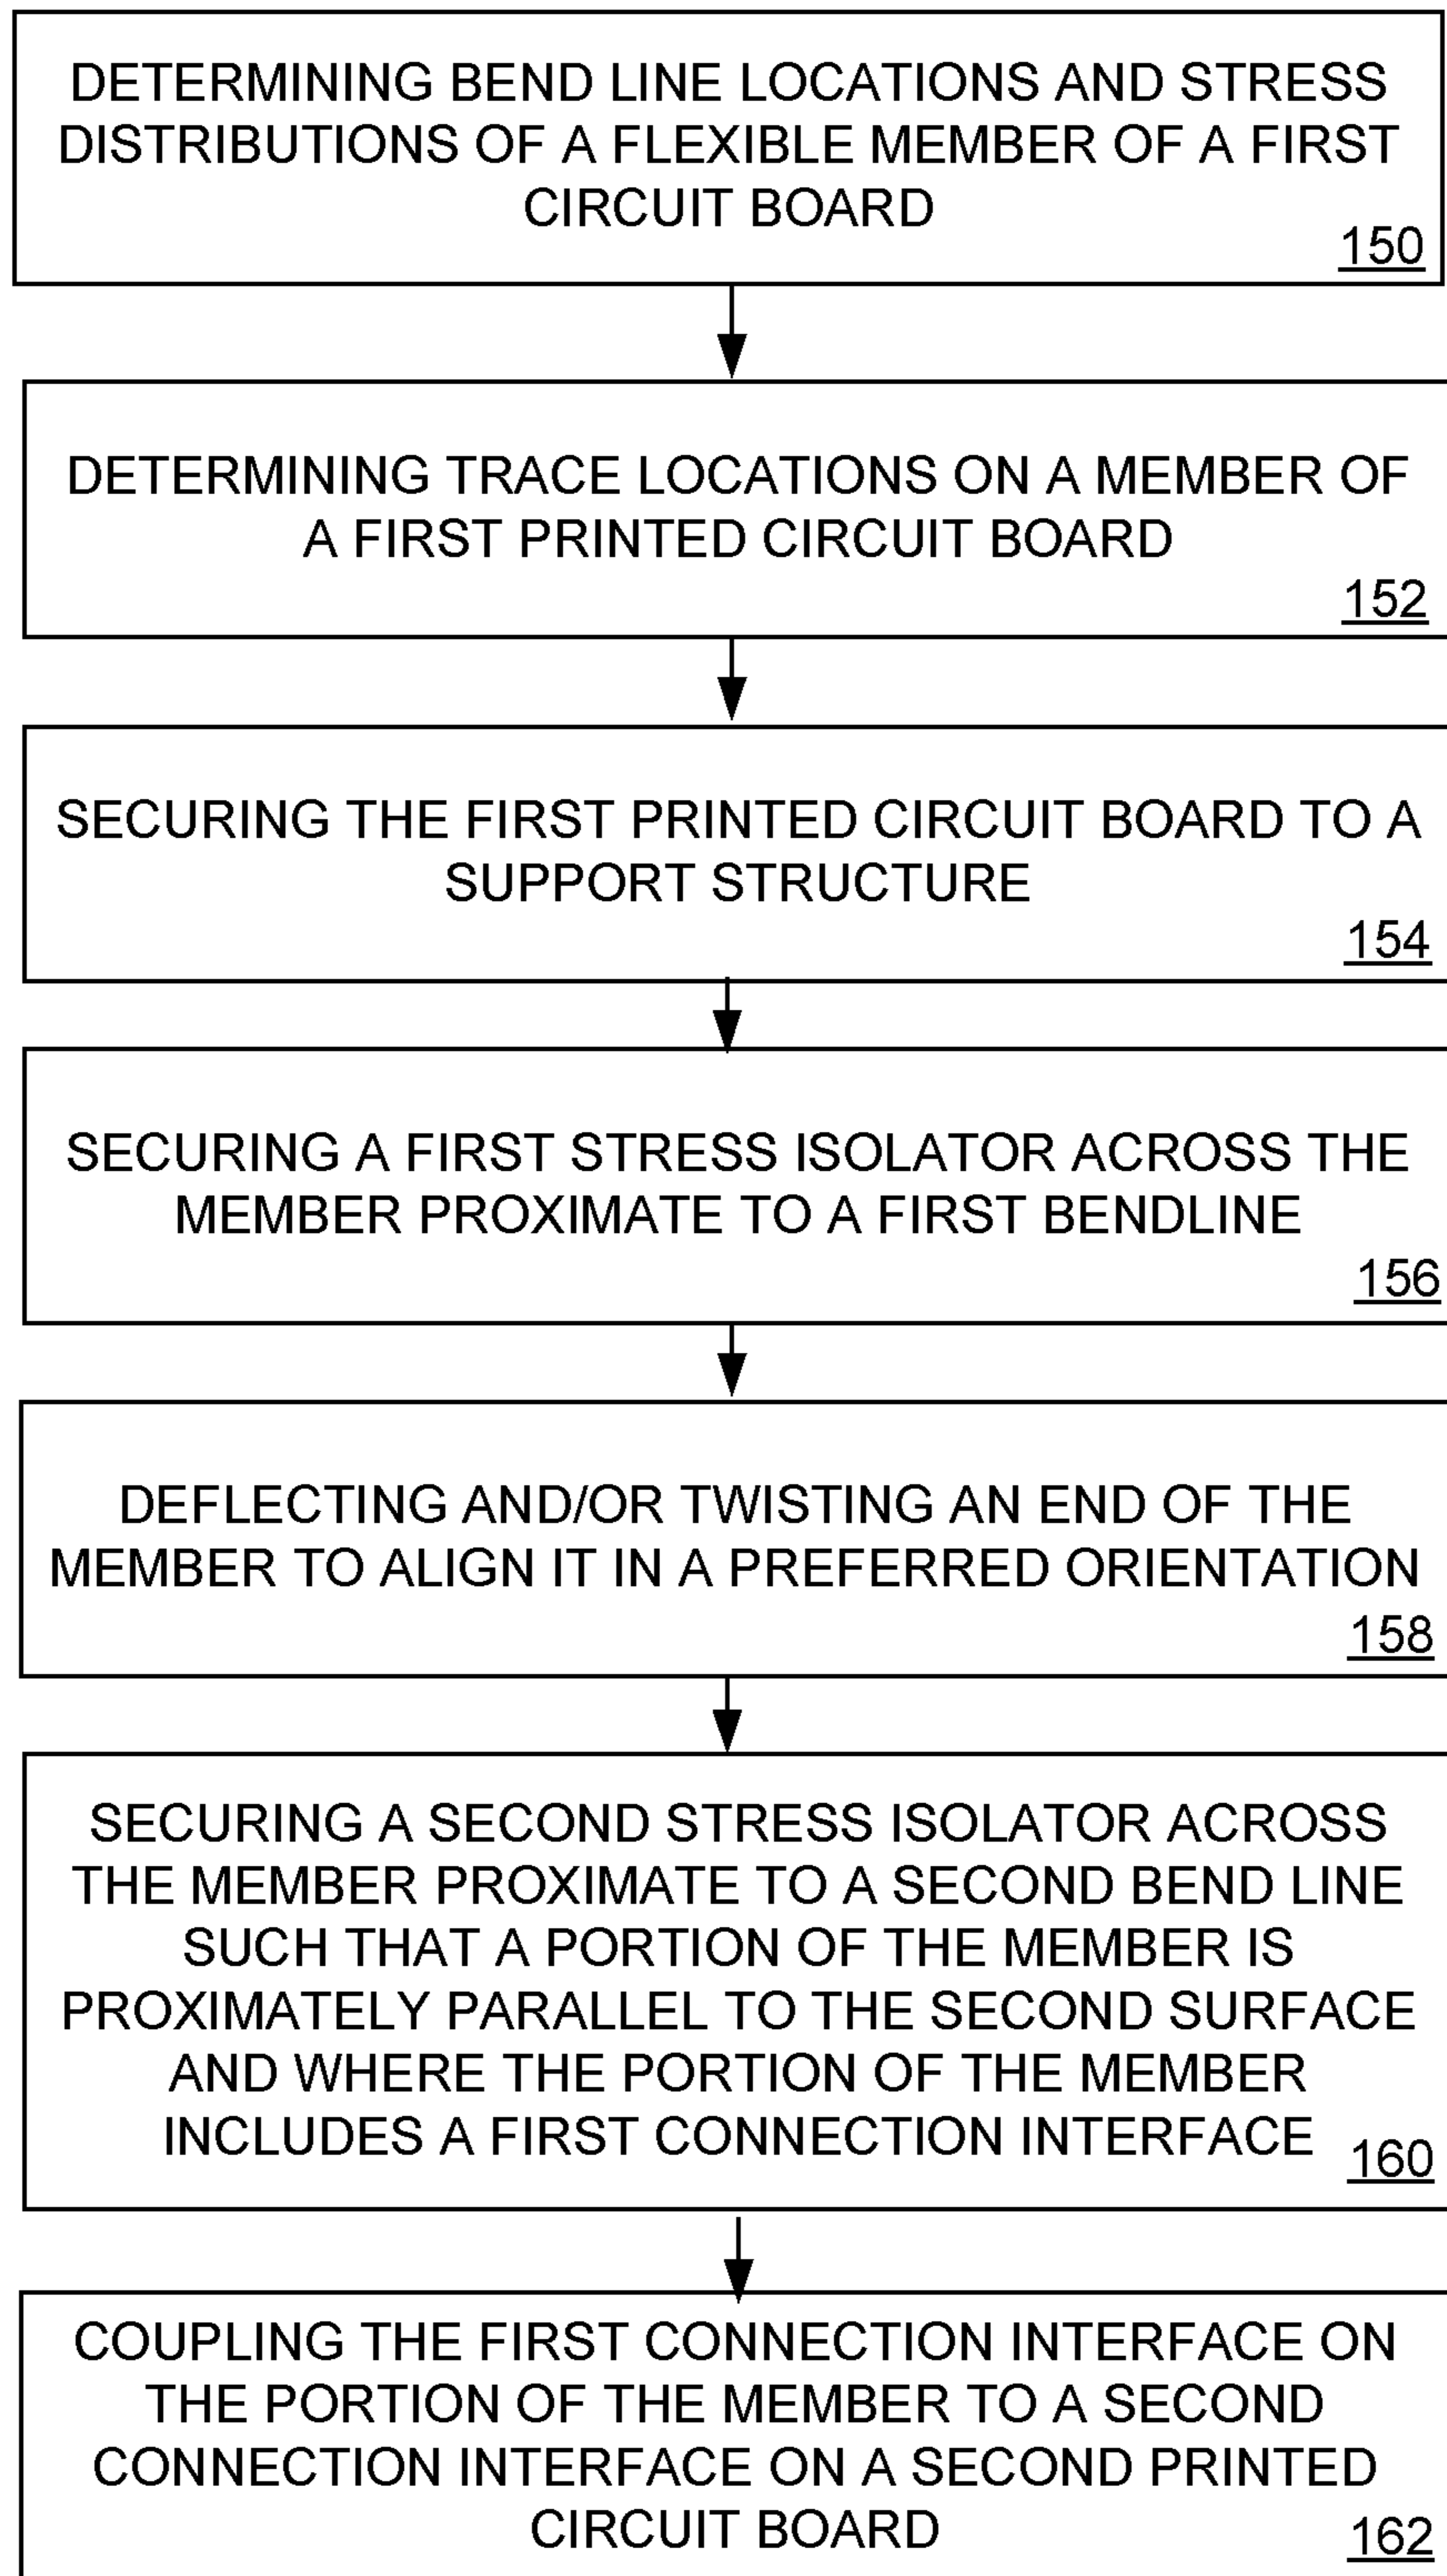 DETERMINING BEND LINE LOCATIONS AND STRESS
DISTRIBUTIONS OF A FLEXIBLE MEMBER OF A FIRST
CIRCUIT BOARD
150
DETERMINING TRACE LOCATIONS ON A MEMBER OF
A FIRST PRINTED CIRCUIT BOARD
152
SECURING THE FIRST PRINTED CIRCUIT BOARD TO A
SUPPORT STRUCTURE
154
SECURING A FIRST STRESS ISOLATOR ACROSS THE
MEMBER PROXIMATE TO A FIRST BENDLINE
156
DEFLECTING AND/OR TWISTING AN END OF THE
MEMBER TO ALIGN IT IN A PREFERRED ORIENTATION
158
SECURING A SECOND STRESS ISOLATOR ACROSS
THE MEMBER PROXIMATE TO A SECOND BEND LINE
SUCH THAT A PORTION OF THE MEMBER IS
PROXIMATELY PARALLEL TO THE SECOND SURFACE
AND WHERE THE PORTION OF THE MEMBER
INCLUDES A FIRST CONNECTION INTERFACE
160
COUPLING THE FIRST CONNECTION INTERFACE ON
THE PORTION OF THE MEMBER TO A SECOND
CONNECTION INTERFACE ON A SECOND PRINTED
CIRCUIT BOARD
162